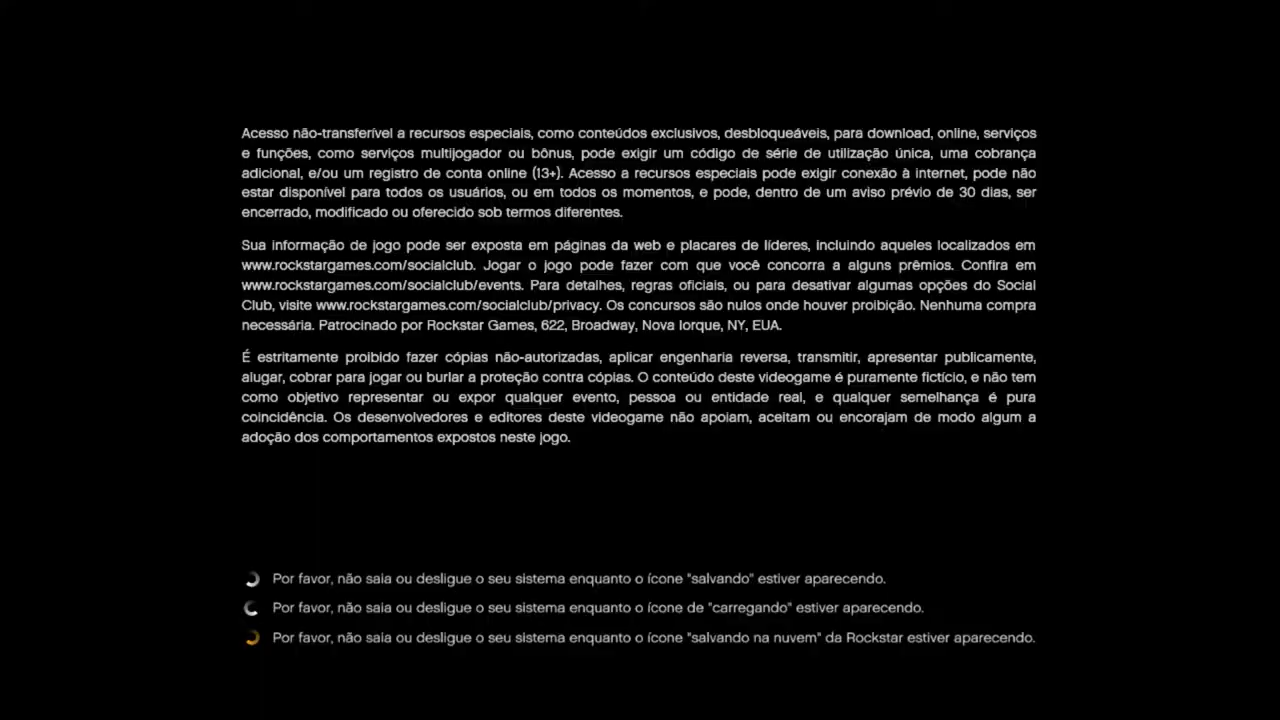 Acesso não-transferível a recursos especiais, como conteúdos exclusivos, desbloqueáveis, para download, online, serviços
e funções, como serviços multijogador ou bônus, pode exigir um código de série de utilização única, uma cobrança
adicional, e/ou um registro de conta online (13+). Acesso a recursos especiais pode exigir conexão à internet, pode não
estar disponível para todos os usuários, ou em todos os momentos, e pode, dentro de um aviso prévio de 30 dias, ser
encerrado, modificado ou oferecido sob termos diferentes.
Sua informação de jogo pode ser exposta em páginas da web e placares de líderes, incluindo aqueles localizados em
www.rockstargames.com/socialclub. Jogar o jogo pode fazer com que você concorra a alguns prêmios. Confira em
www.rockstargames.com/socialclub/events. Para detalhes, regras oficiais, ou para desativar algumas opções do Social
Club, visite www.rockstargames.com/socialclub/privacy. Os concursos são nulos onde houver proibição. Nenhuma compra
necessária. Patrocinado por Rockstar Games, 622, Broadway, Nova Iorque, NY, EUA.
É estritamente proibido fazer cópias não-autorizadas, aplicar engenharia reversa, transmitir, apresentar publicamente,
alugar, cobrar para jogar ou burlar a proteção contra cópias. O conteúdo deste videogame é puramente fictício, e não tem
como objetivo representar ou expor qualquer evento, pessoa ou entidade real, e qualquer semelhança é pura
coincidência. Os desenvolvedores e editores deste videogame não apoiam, aceitam ou encorajam de modo algum a
adoção dos comportamentos expostos neste jogo.
Por favor, não saia ou desligue o seu sistema enquanto o ícone "salvando" estiver aparecendo.
Por favor, não saia ou desligue o seu sistema enquanto o ícone de "carregando" estiver aparecendo.
Por favor, não saia ou desligue o seu sistema enquanto o ícone "salvando na nuvem" da Rockstar estiver aparecendo.